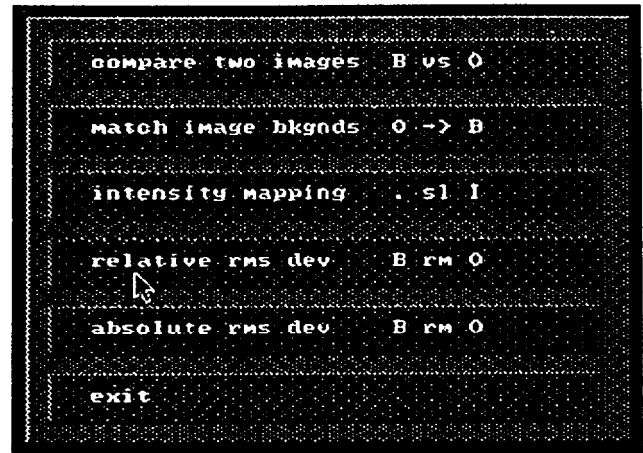 compare two images B vs O
match image bkgnds O -> B
intensity mapping . sl I
relative rms dev B rm O
absolute rms dev B rm O
exit